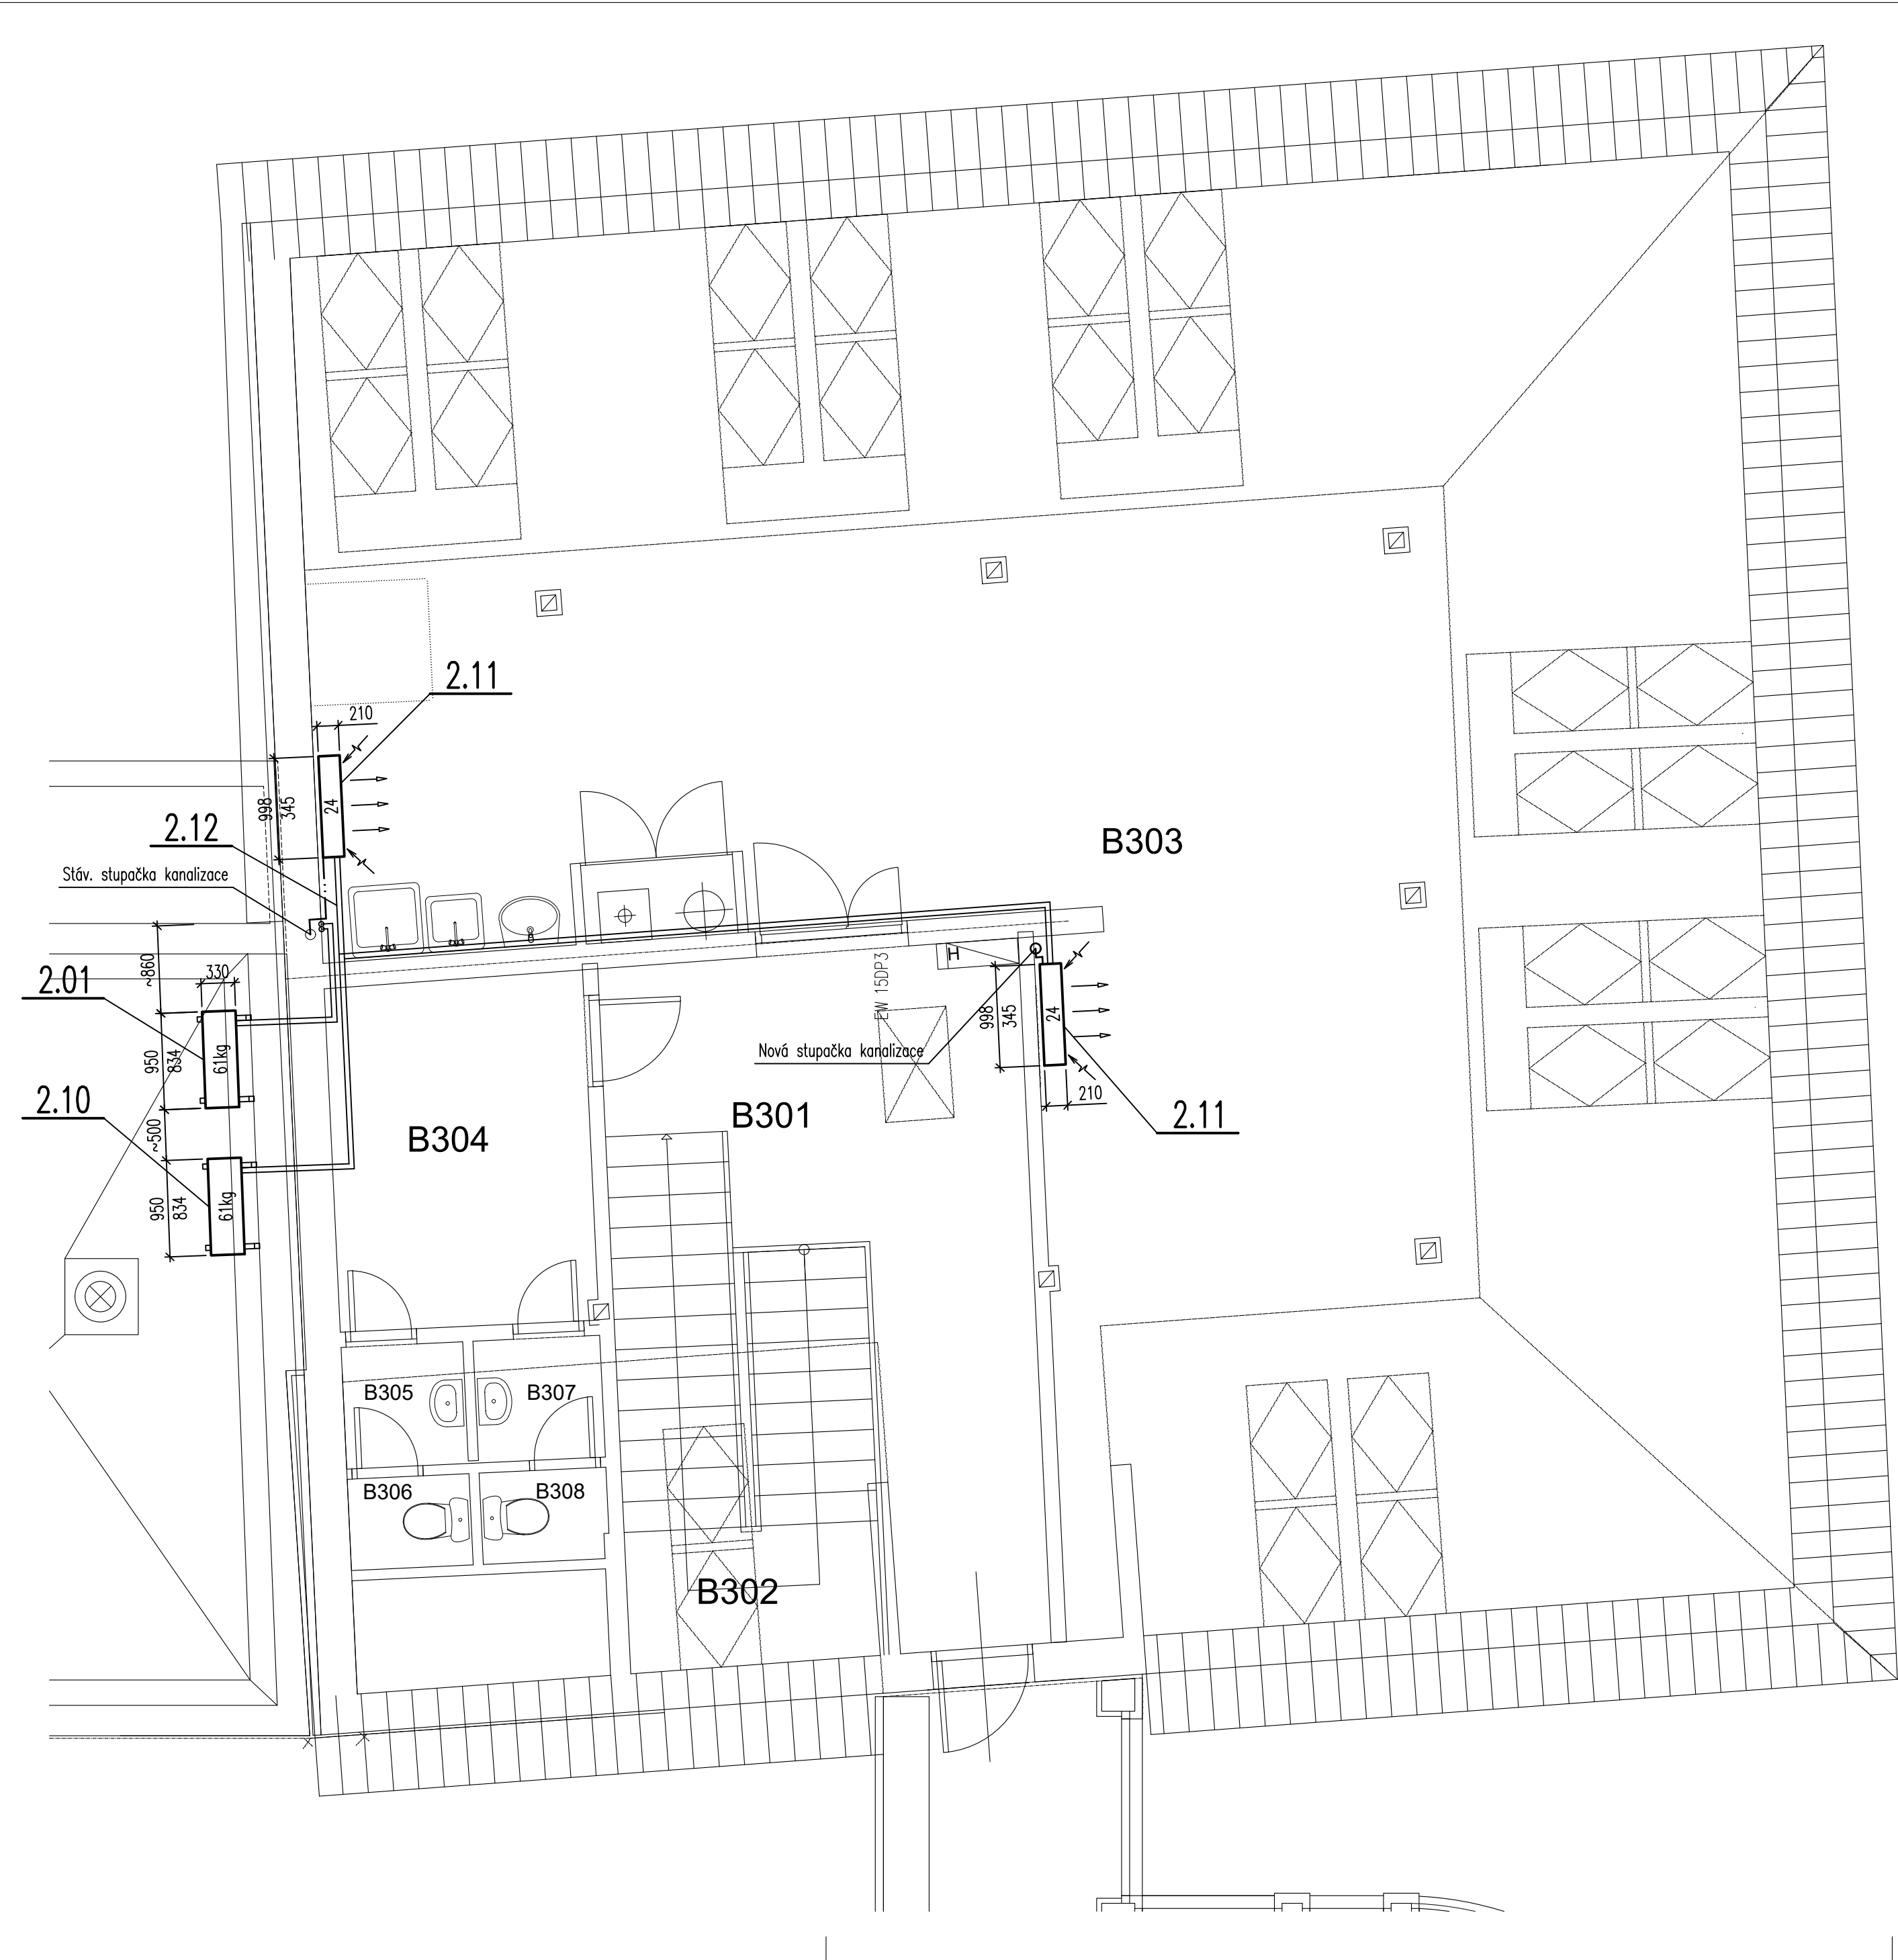 2.11
210
998
345
24
2.12
B303
Stáv. stupačka kanalizace
H
EW 15DP3
2.01
~860
330
998
345
24
950
834
61kg
Nová stupačka kanalizace
210
2.10
B301
2.11
B304
~500
950
834
61kg
B305
B307
B306
B308
B302